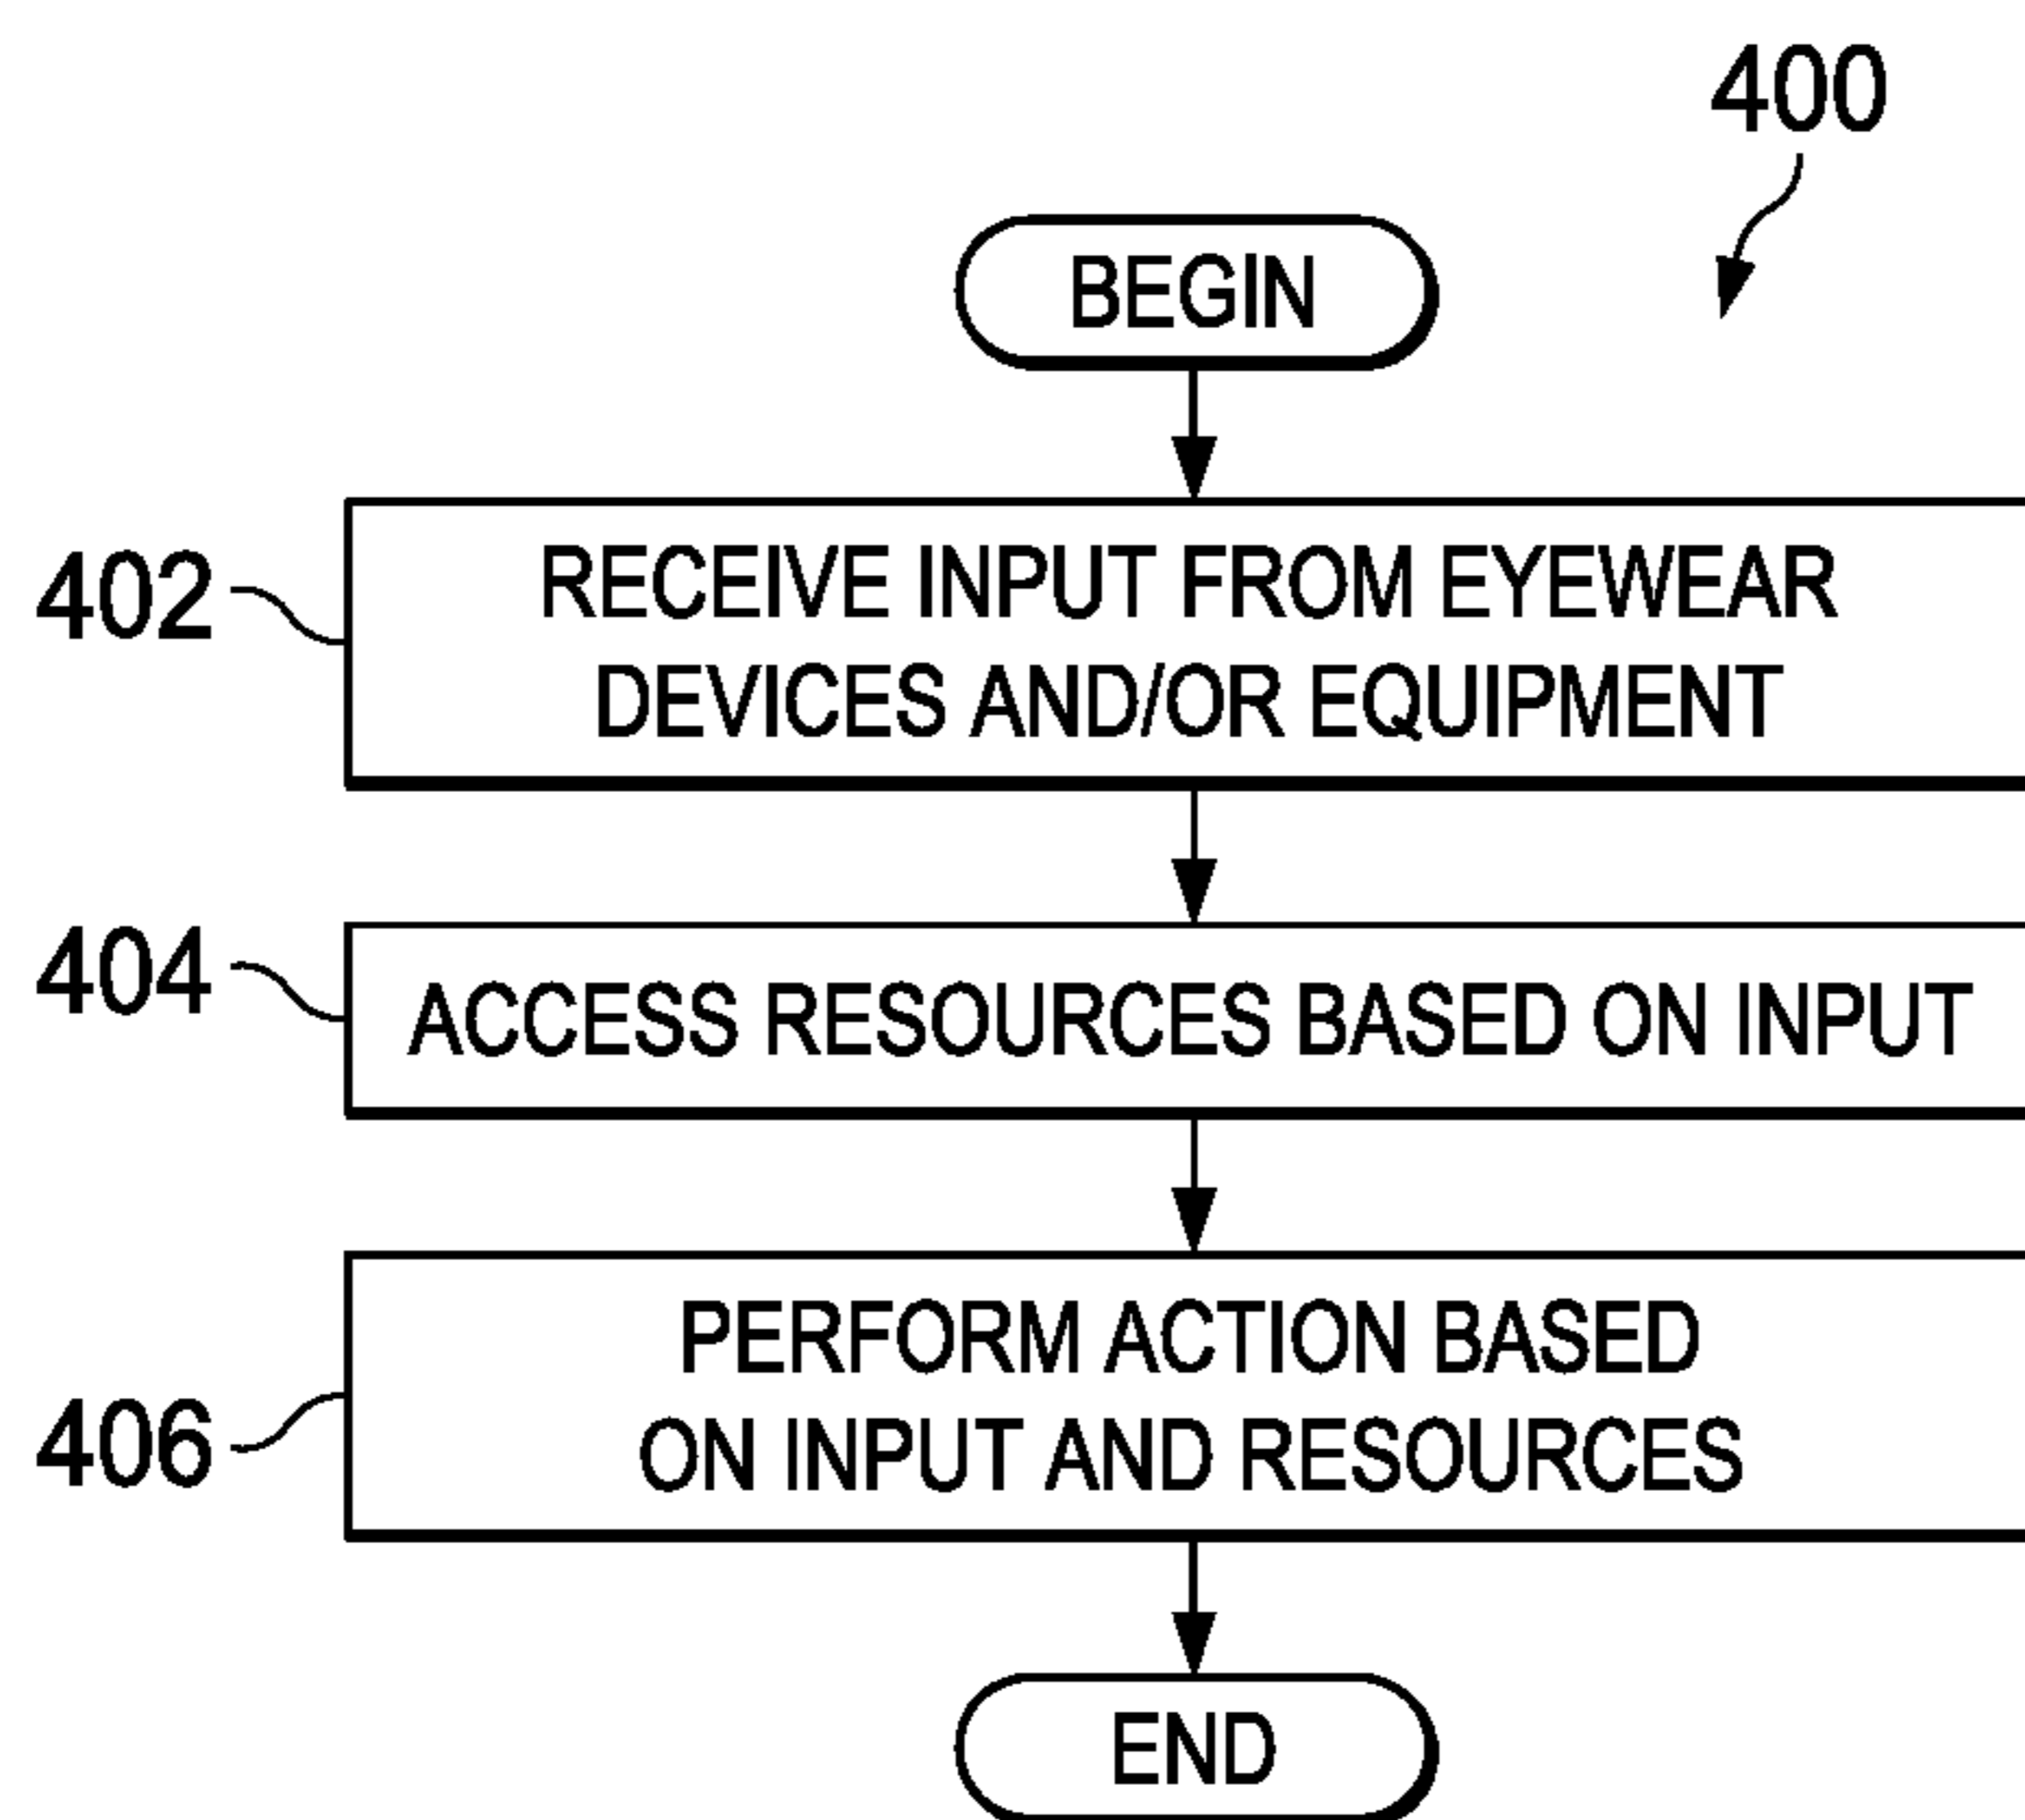 400
BEGIN
402
RECEIVE INPUT FROM EYEWEAR
DEVICES AND/OR EQUIPMENT
404
ACCESS RESOURCES BASED ON INPUT
406
PERFORM ACTION BASED
ON INPUT AND RESOURCES
END